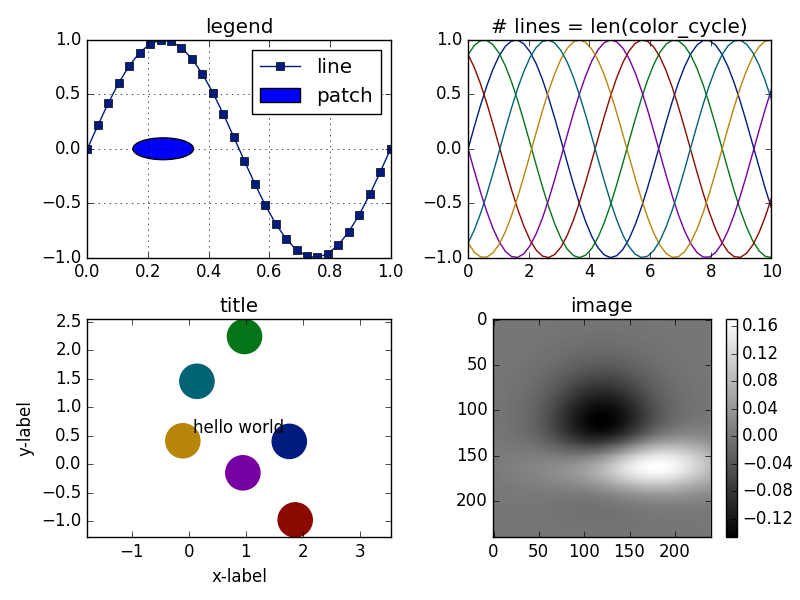 legend
1.0
0.5
0.0
−0.5
−1.0
0.0 0.2 0.4 0.6 0.8 1.0
line
patch
# lines = len(color_cycle)
1.0
0.5
0.0
−0.5
−1.0
0 2 4 6 8 10
title
2.5
2.0
1.5
1.0
0.5
0.0
−0.5
−1.0
y-label
hello world
−1 0 1 2 3
x-label
image
0
50
100
150
200
0 50 100 150 200
0.16
0.12
0.08
0.04
0.00
−0.04
−0.08
−0.12